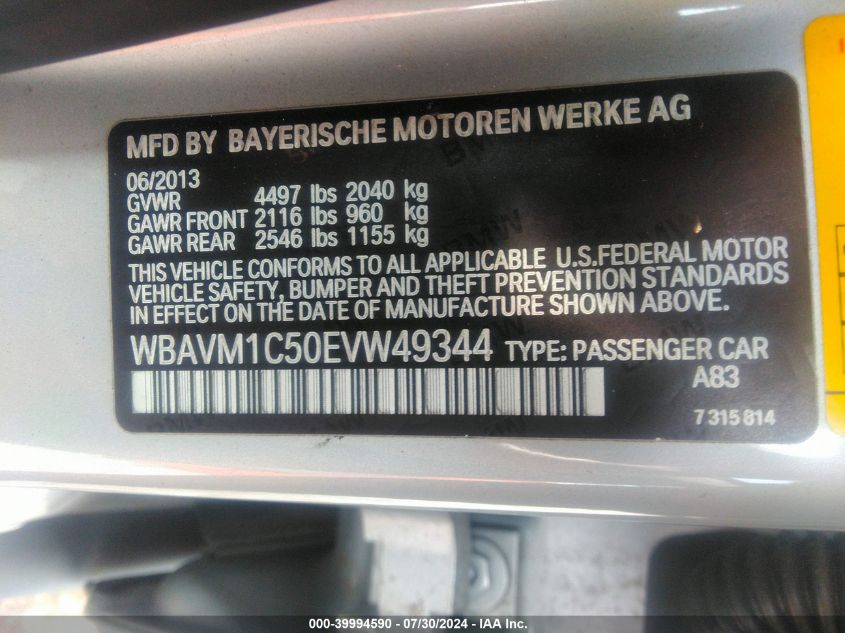 MFD BY BAYERISCHE MOTOREN WERKE AG
06/2013
GVWR 4497 lbs 2040 kg
GAWR FRONT 2116 lbs 960 kg
GAWR REAR 2546 lbs 1155 kg
THIS VEHICLE CONFORMS TO ALL APPLICABLE U.S.FEDERAL MOTOR
VEHICLE SAFETY, BUMPER AND THEFT PREVENTION STANDARDS
IN EFFECT ON THE DATE OF MANUFACTURE SHOWN ABOVE.
WBAVM1C50EVW49344 TYPE: PASSENGER CAR
A83
7 315 814
BMW
000-39994590 - 07/30/2024 - IAA Inc.